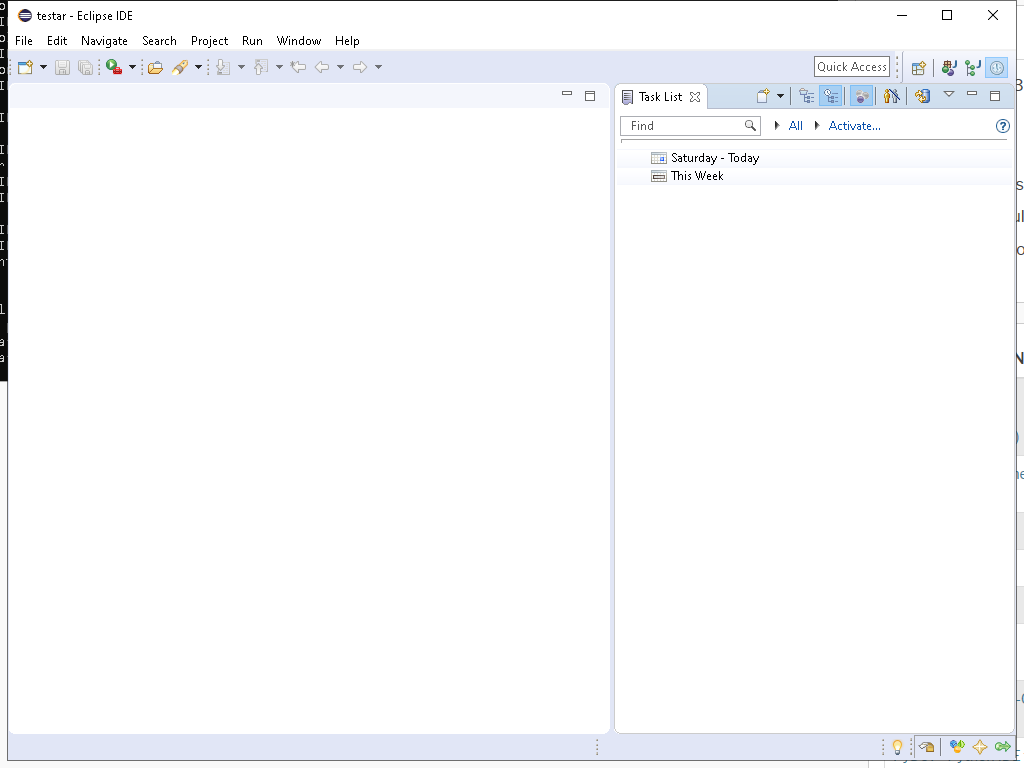 testar - Eclipse IDE
File Edit Navigate Search Project Run Window Help
Quick Access
Task List
Find All Activate...
Saturday - Today
This Week